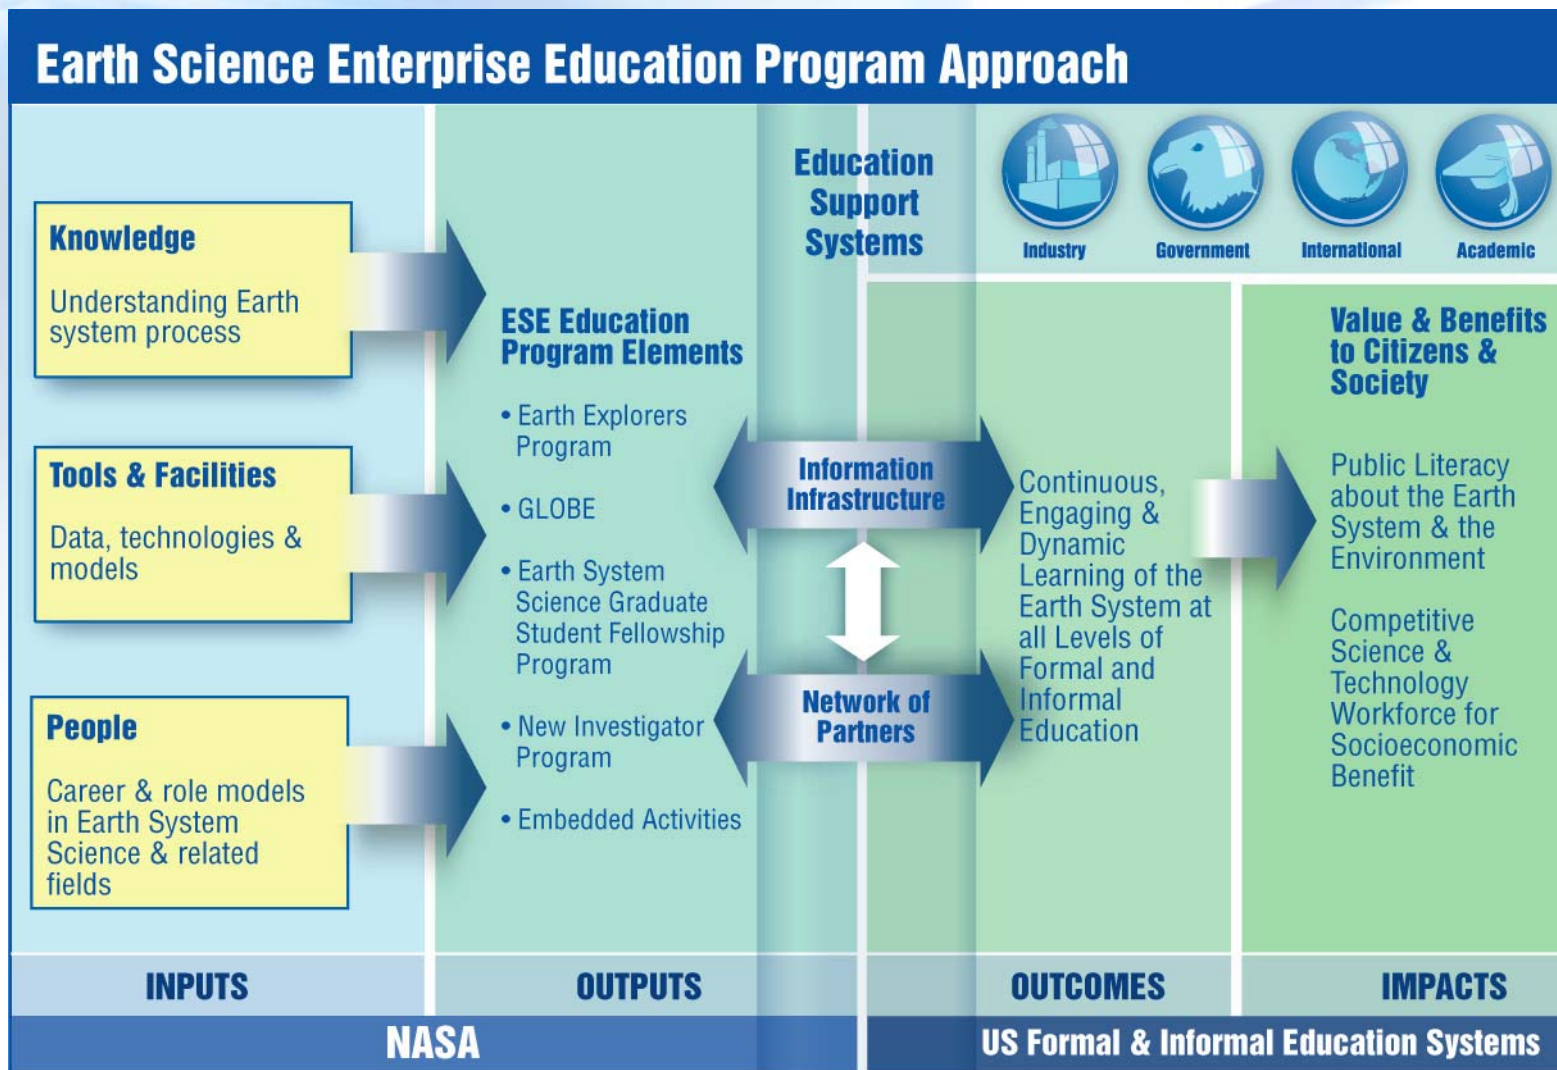 Earth Science Enterprise Education Program Approach
Knowledge
Understanding Earth
system process
Tools & Facilities
Data, technologies &
models
People
Career & role models
in Earth System
Science & related
fields
ESE Education
Program Elements
• Earth Explorers
Program
• GLOBE
• Earth System
Science Graduate
Student Fellowship
Program
• New Investigator
Program
• Embedded Activities
Education
Support
Systems
Information
Infrastructure
Network of
Partners
Industry
Government
International
Academic
Continuous,
Engaging &
Dynamic
Learning of the
Earth System at
all Levels of
Formal and
Informal
Education
Value & Benefits
to Citizens &
Society
Public Literacy
about the Earth
System & the
Environment
Competitive
Science &
Technology
Workforce for
Socioeconomic
Benefit
INPUTS
OUTPUTS
OUTCOMES
IMPACTS
NASA
US Formal & Informal Education Systems